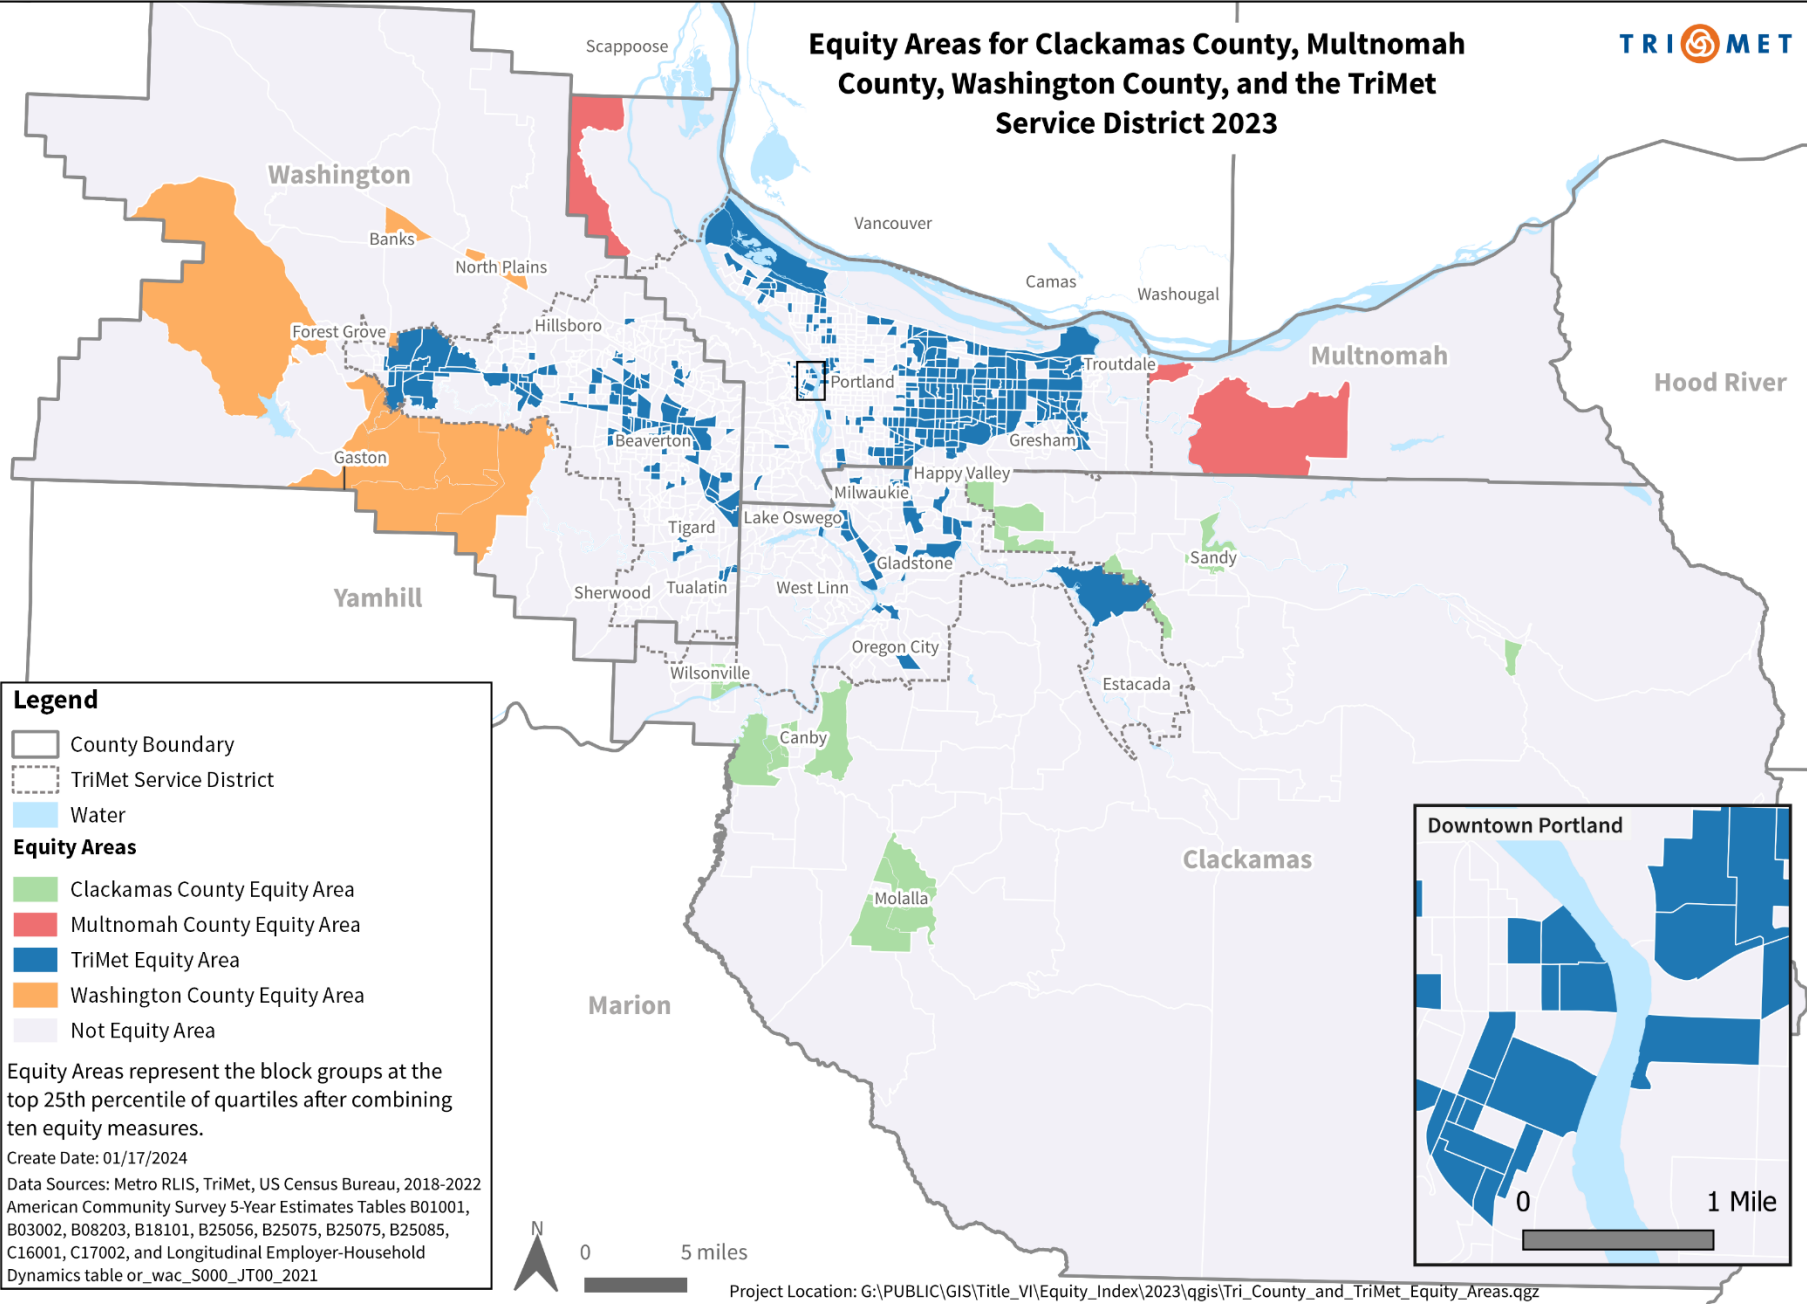 Equity Areas for Clackamas County, Multnomah
County, Washington County, and the TriMet
Service District 2023
TRI MET
Scappoose
Washington
Vancouver
Banks
North Plains
Camas
Washougal
Forest Grove
Hillsboro
Multnomah
Troutdale
Portland
Hood River
Beaverton
Gresham
Gaston
Happy Valley
Milwaukie
Lake Oswego
Tigard
Gladstone
Sandy
Yamhill
Sherwood
Tualatin
West Linn
Oregon City
Wilsonville
Estacada
Canby
Clackamas
Molalla
Marion
Legend
County Boundary
TriMet Service District
Water
Equity Areas
Clackamas County Equity Area
Multnomah County Equity Area
TriMet Equity Area
Washington County Equity Area
Not Equity Area
Equity Areas represent the block groups at the
top 25th percentile of quartiles after combining
ten equity measures.
Create Date: 01/17/2024
Data Sources: Metro RLIS, TriMet, US Census Bureau, 2018-2022
American Community Survey 5-Year Estimates Tables B01001,
B03002, B08203, B18101, B25056, B25075, B25075, B25085,
C16001, C17002, and Longitudinal Employer-Household
Dynamics table or_wac_S000_JT00_2021
N
0 5 miles
Downtown Portland
0 1 Mile
Project Location: G:\PUBLIC\GIS\Title_VI\Equity_Index\2023\qgis\Tri_County_and_TriMet_Equity_Areas.qgz